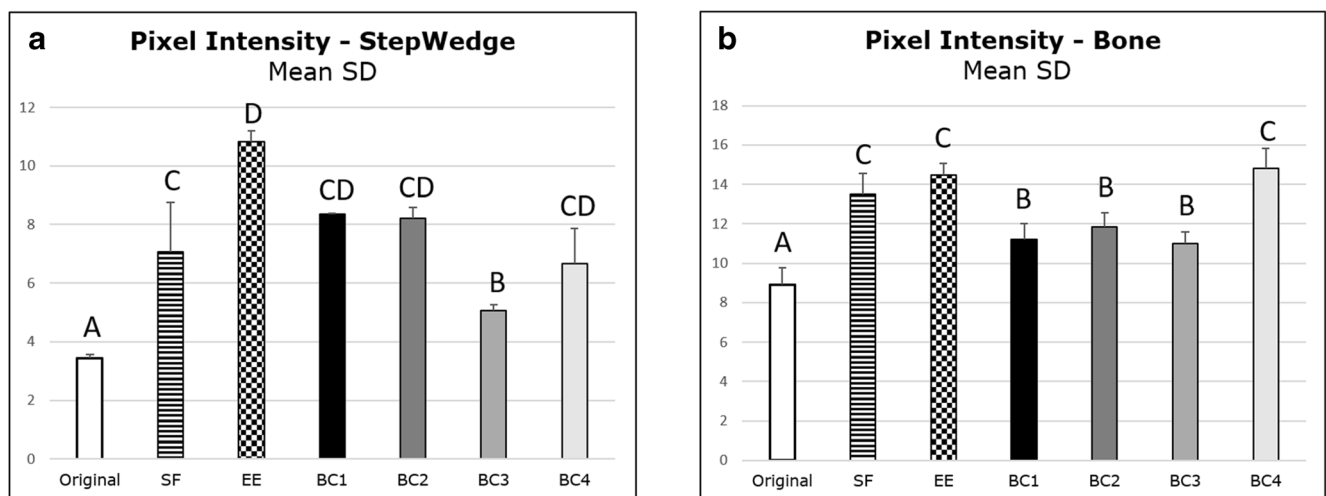 a
Pixel Intensity - StepWedge
Mean SD
12
10
8
6
4
2
0
A
C
D
CD
CD
B
CD
Original SF EE BC1 BC2 BC3 BC4
b
Pixel Intensity - Bone
Mean SD
18
16
14
12
10
8
6
4
2
0
A
C
C
B
B
B
C
Original SF EE BC1 BC2 BC3 BC4